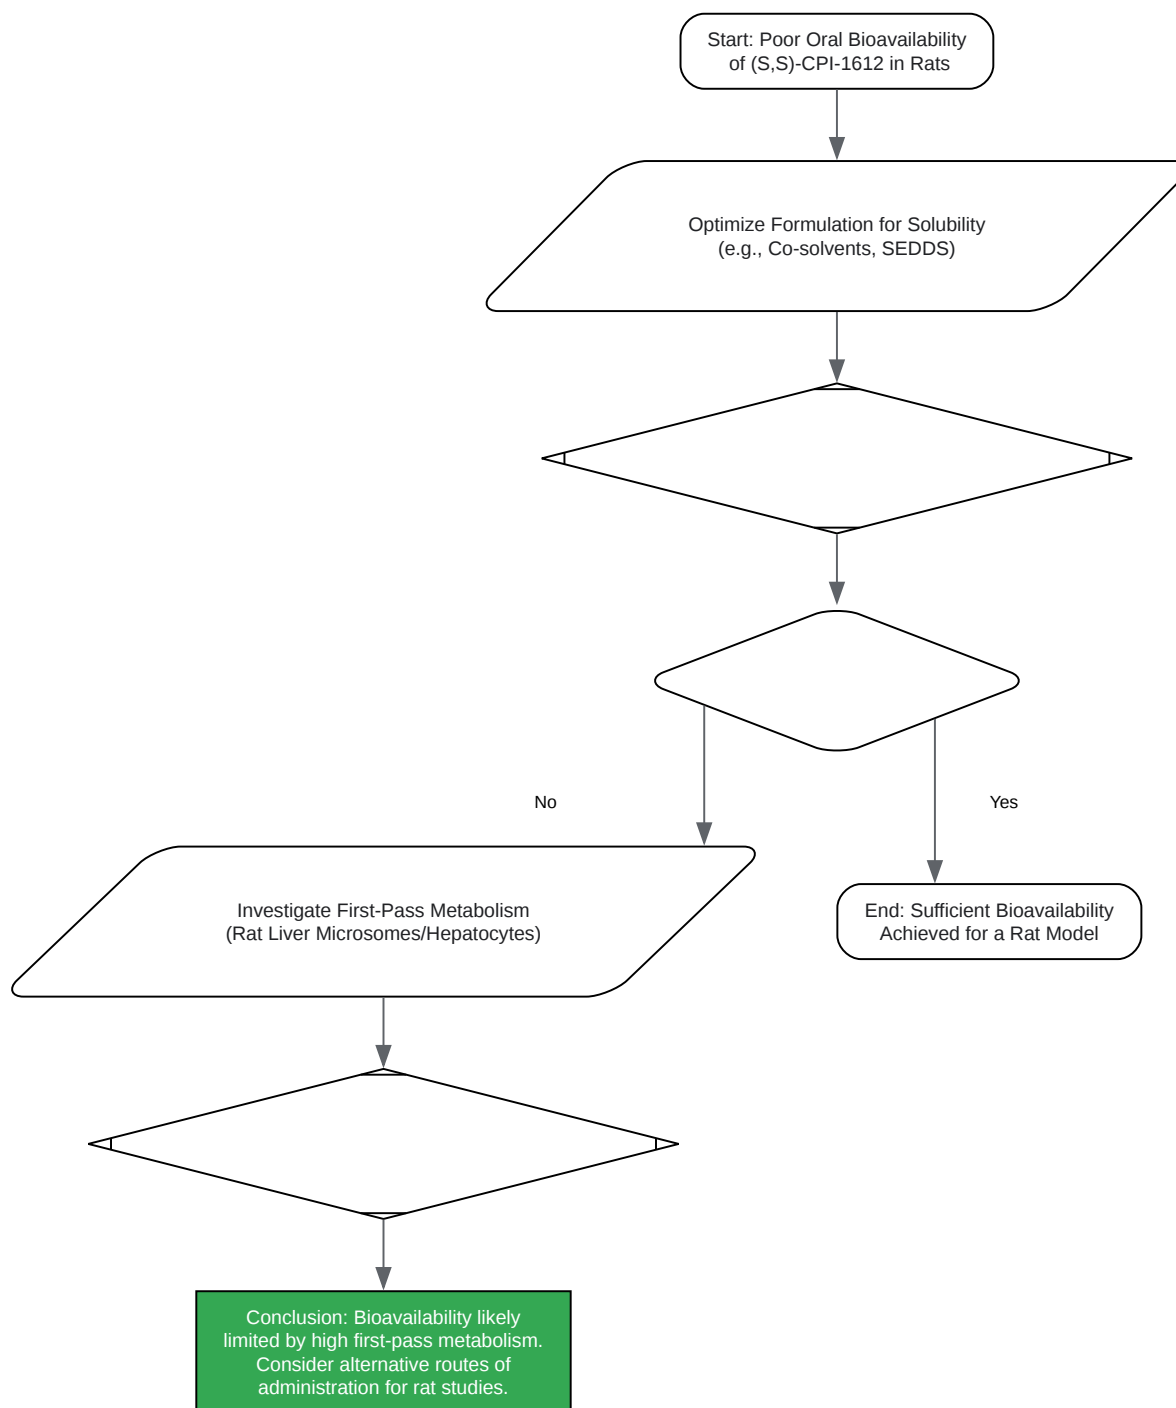 Start: Poor Oral Bioavailability
of (S,S)-CPI-1612 in Rats
Optimize Formulation for Solubility
(e.g., Co-solvents, SEDDS)
No
Yes
Investigate First-Pass Metabolism
(Rat Liver Microsomes/Hepatocytes)
End: Sufficient Bioavailability
Achieved for a Rat Model
Conclusion: Bioavailability likely
limited by high first-pass metabolism.
Consider alternative routes of
administration for rat studies.